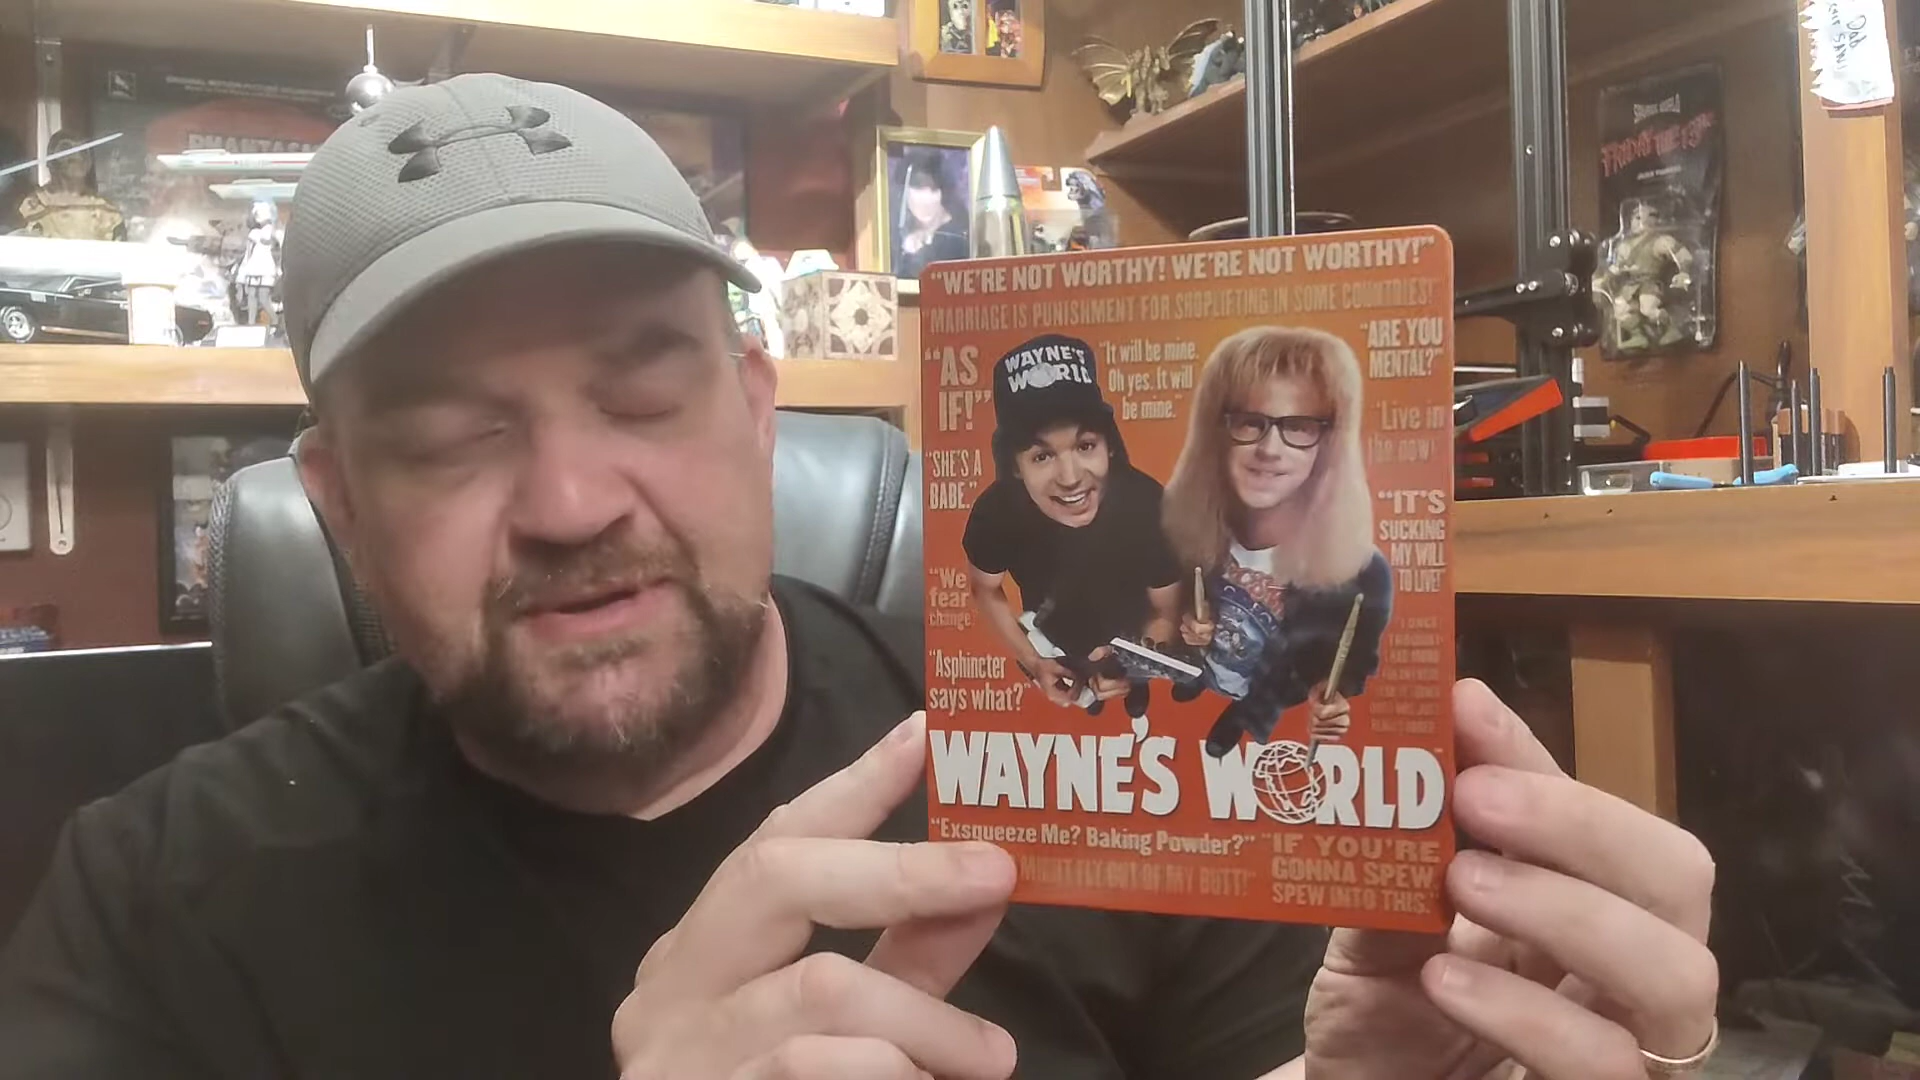 PHANTASM
FRIDAY THE 13TH
"WE'RE NOT WORTHY! WE'RE NOT WORTHY!"
"MARRIAGE IS PUNISHMENT FOR SHOPLIFTING IN SOME COUNTRIES!"
"AS
IF!"
WAYNE'S
WORLD
"It will be mine.
Oh yes. It will
be mine."
"ARE YOU
MENTAL?"
"Live in
the now!"
"SHE'S A
BABE."
"IT'S
SUCKING
MY WILL
TO LIVE!"
"We
fear
change."
"Asphincter
says what?"
WAYNE'S WORLD
"Exsqueeze Me? Baking Powder?"
MIGHT FLY OUT OF MY BUTT!"
"IF YOU'RE
GONNA SPEW,
SPEW INTO THIS."